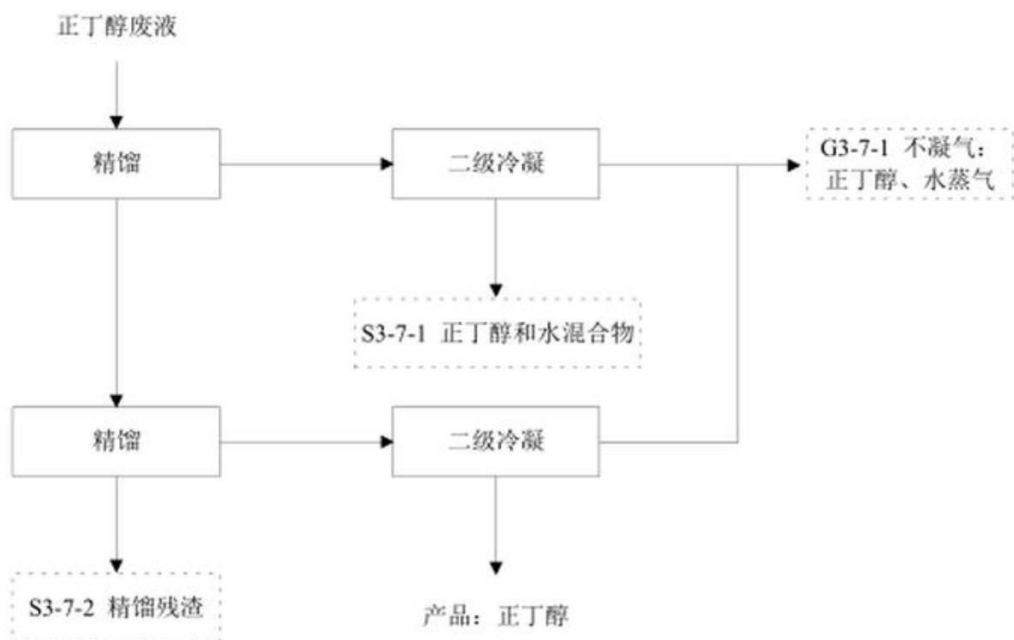 正丁醇废液
精馏
二级冷凝
G3-7-1 不凝气：
正丁醇、水蒸气
S3-7-1 正丁醇和水混合物
精馏
二级冷凝
S3-7-2 精馏残渣
产品：正丁醇